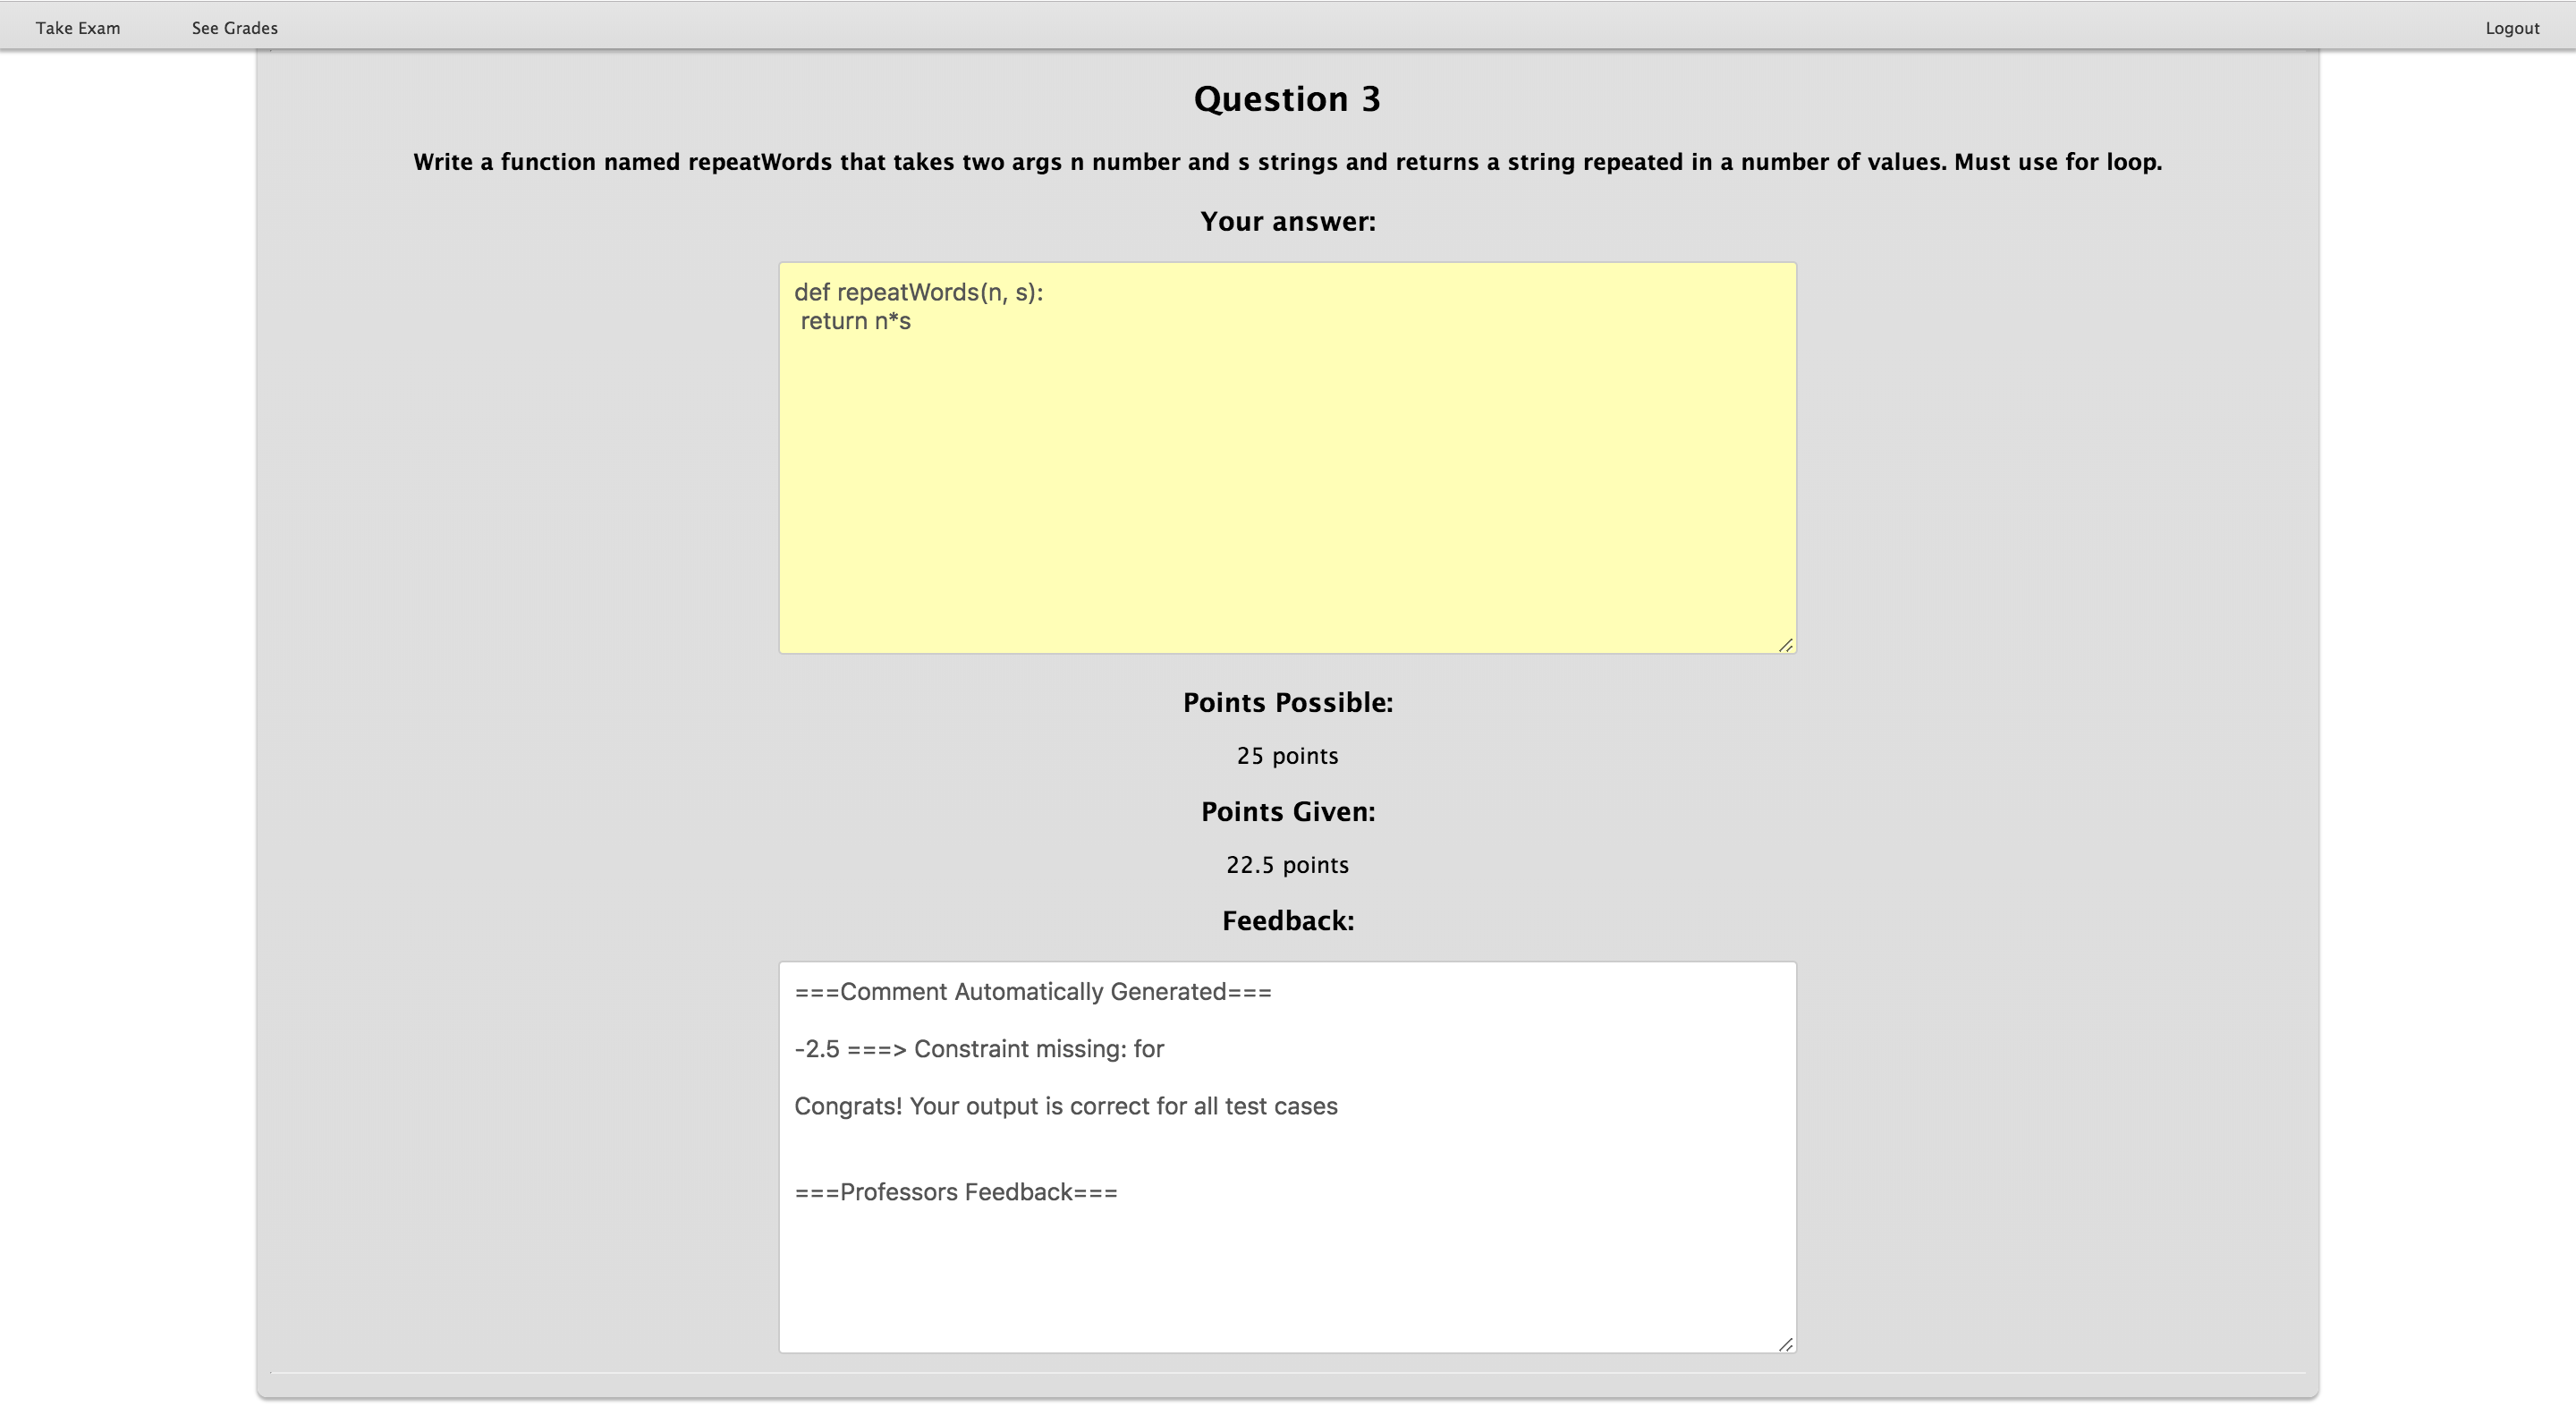 Take Exam
See Grades
Logout
Question 3
Write a function named repeatWords that takes two args n number and s strings and returns a string repeated in a number of values. Must use for loop.
Your answer:
def repeatWords(n, s):
 return n*s
Points Possible:
25 points
Points Given:
22.5 points
Feedback:
===Comment Automatically Generated===
-2.5 ===> Constraint missing: for
Congrats! Your output is correct for all test cases
===Professors Feedback===